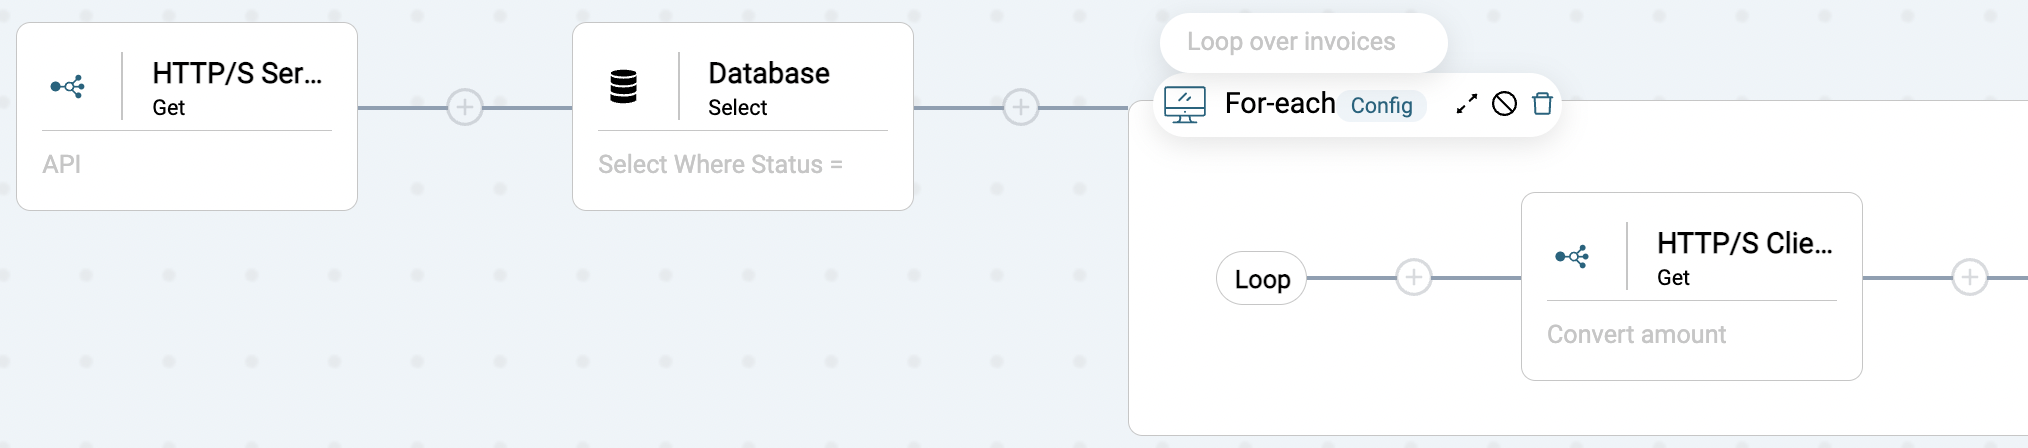 HTTP/S Ser...
Get
API
Database
Select
Select Where Status =
Loop over invoices
For-each
Config
Loop
HTTP/S Clie...
Get
Convert amount